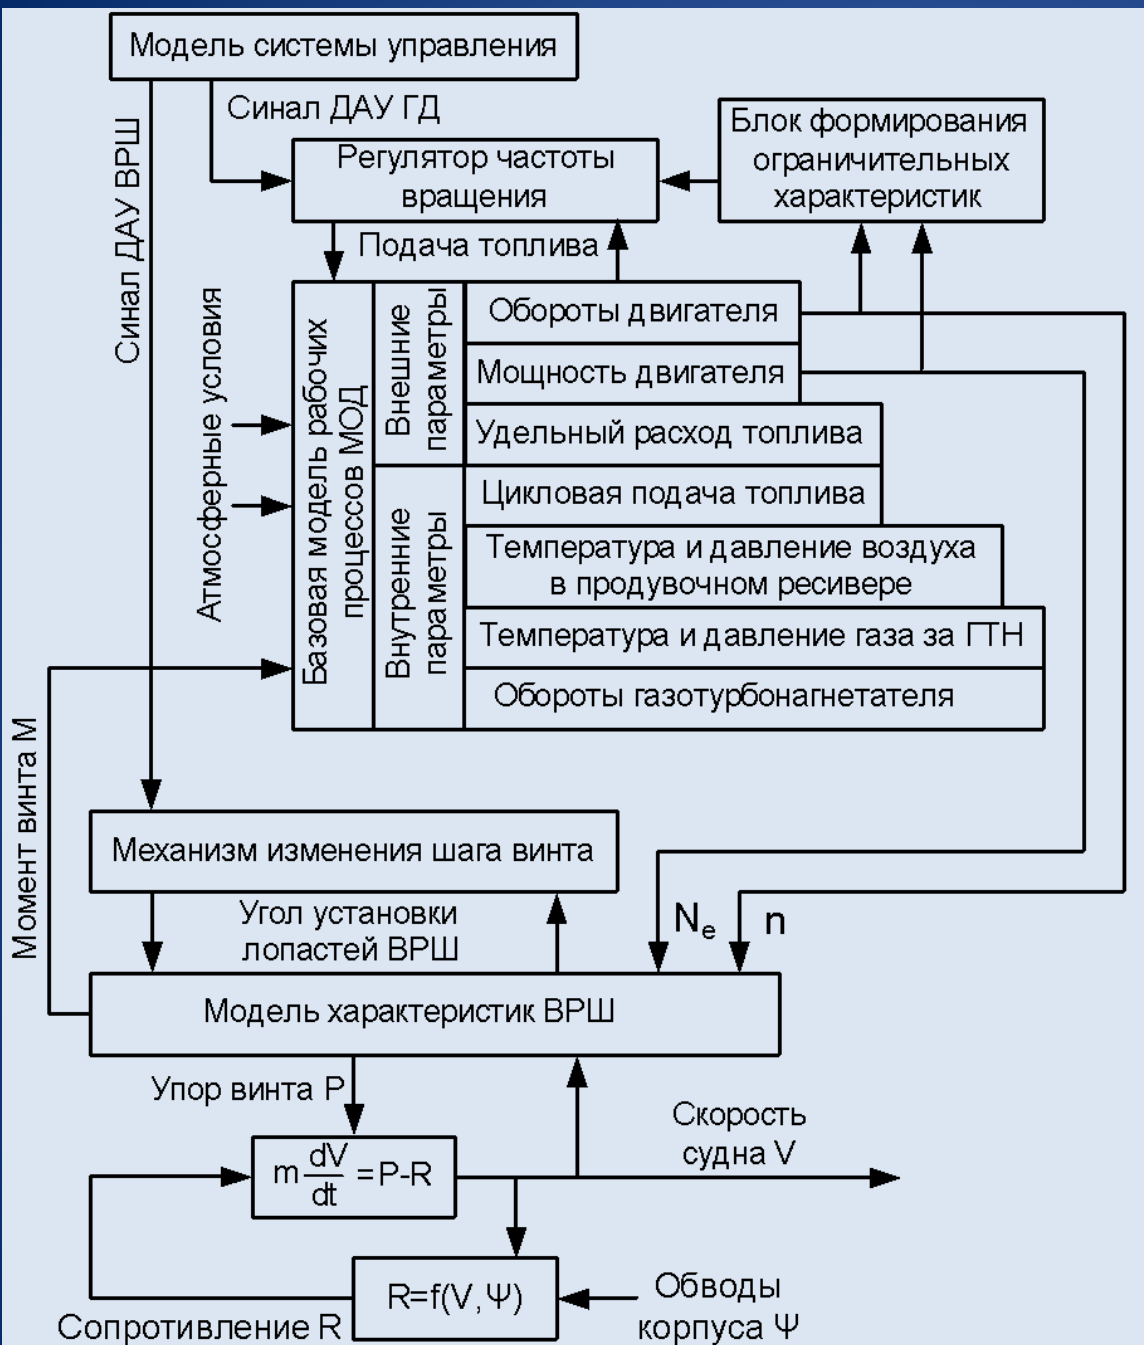 Модель системы управления
Синал ДАУ ГД
Синал ДАУ ВРШ
Регулятор частоты
вращения
Блок формирования
ограничительных
характеристик
Подача топлива
Атмосферные условия
Базовая модель рабочих
процессов МОД
Внешние
параметры
Обороты двигателя
Мощность двигателя
Удельный расход топлива
Внутренние
параметры
Цикловая подача топлива
Температура и давление воздуха
в продувочном ресивере
Температура и давление газа за ГТН
Обороты газотурбонагнетателя
Момент винта М
Механизм изменения шага винта
Угол установки
лопастей ВРШ
Nе n
Модель характеристик ВРШ
Упор винта Р
Скорость
судна V
m dV/dt =P-R
R=f(V,Ψ)
Обводы
корпуса Ψ
Сопротивление R